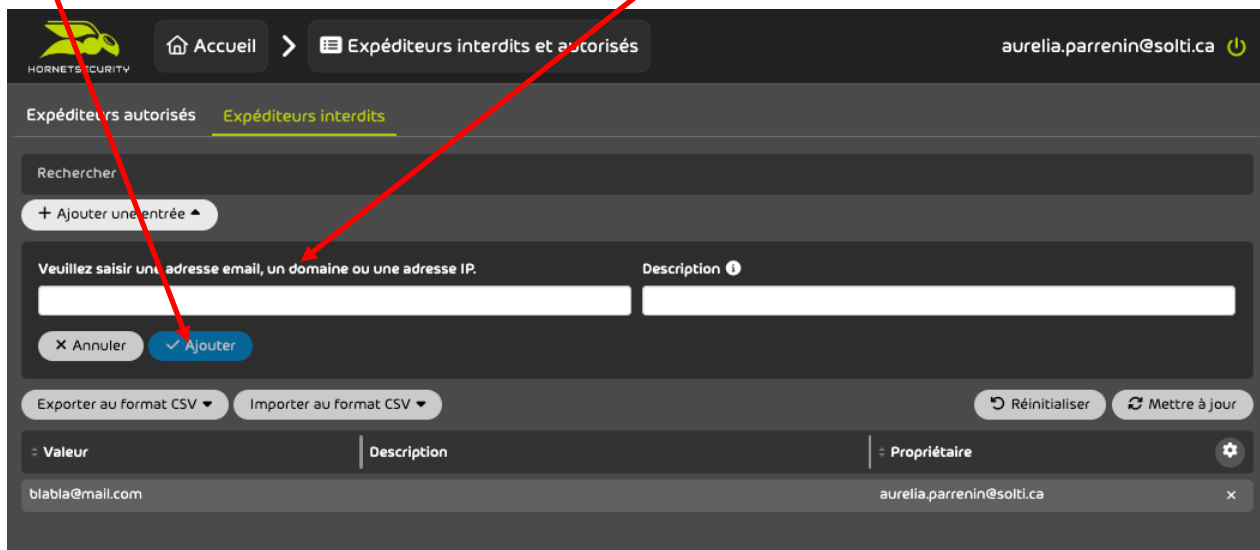 HORNETSECURITY
Accueil
Expéditeurs interdits et autorisés
aurelia.parrenin@solti.ca
Expéditeurs autorisés
Expéditeurs interdits
Rechercher
+ Ajouter une entrée
Veuillez saisir une adresse email, un domaine ou une adresse IP.
Description
Annuler
Ajouter
Exporter au format CSV
Importer au format CSV
Réinitialiser
Mettre à jour
Valeur
Description
Propriétaire
blabla@mail.com
aurelia.parrenin@solti.ca